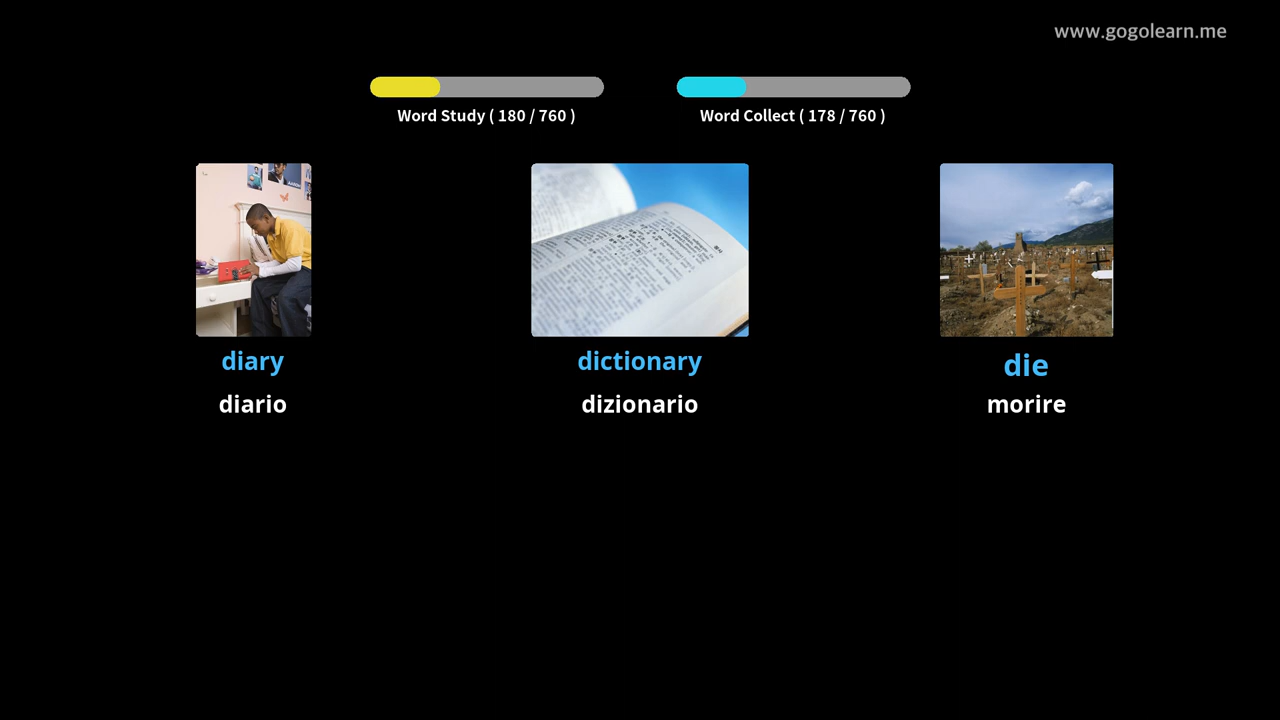 www.gogolearn.me
Word Study ( 180 / 760 )
Word Collect ( 178 / 760 )
diary
dictionary
die
diario
dizionario
morire